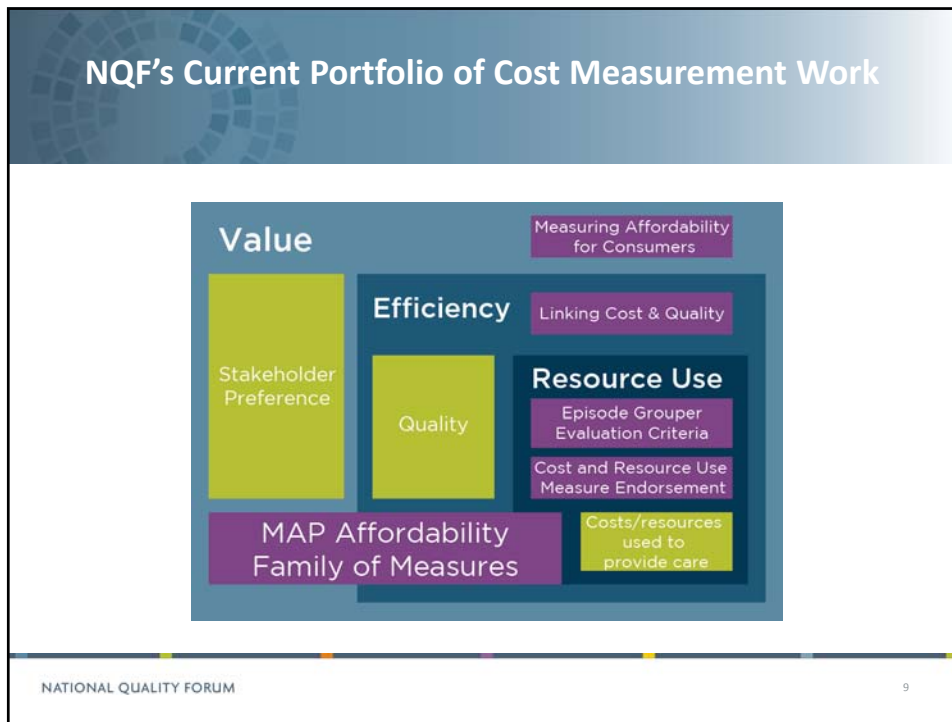 NQF's Current Portfolio of Cost Measurement Work
Value
Measuring Affordability
for Consumers
Efficiency
Linking Cost & Quality
Stakeholder
Preference
Quality
Resource Use
Episode Grouper
Evaluation Criteria
Cost and Resource Use
Measure Endorsement
MAP Affordability
Family of Measures
Costs/resources
used to
provide care
NATIONAL QUALITY FORUM
9